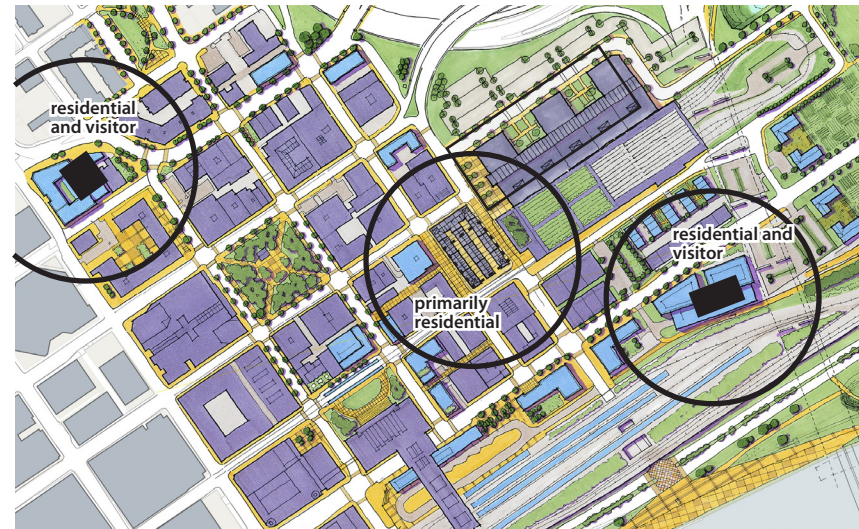 residential
and visitor
primarily
residential
residential and
visitor